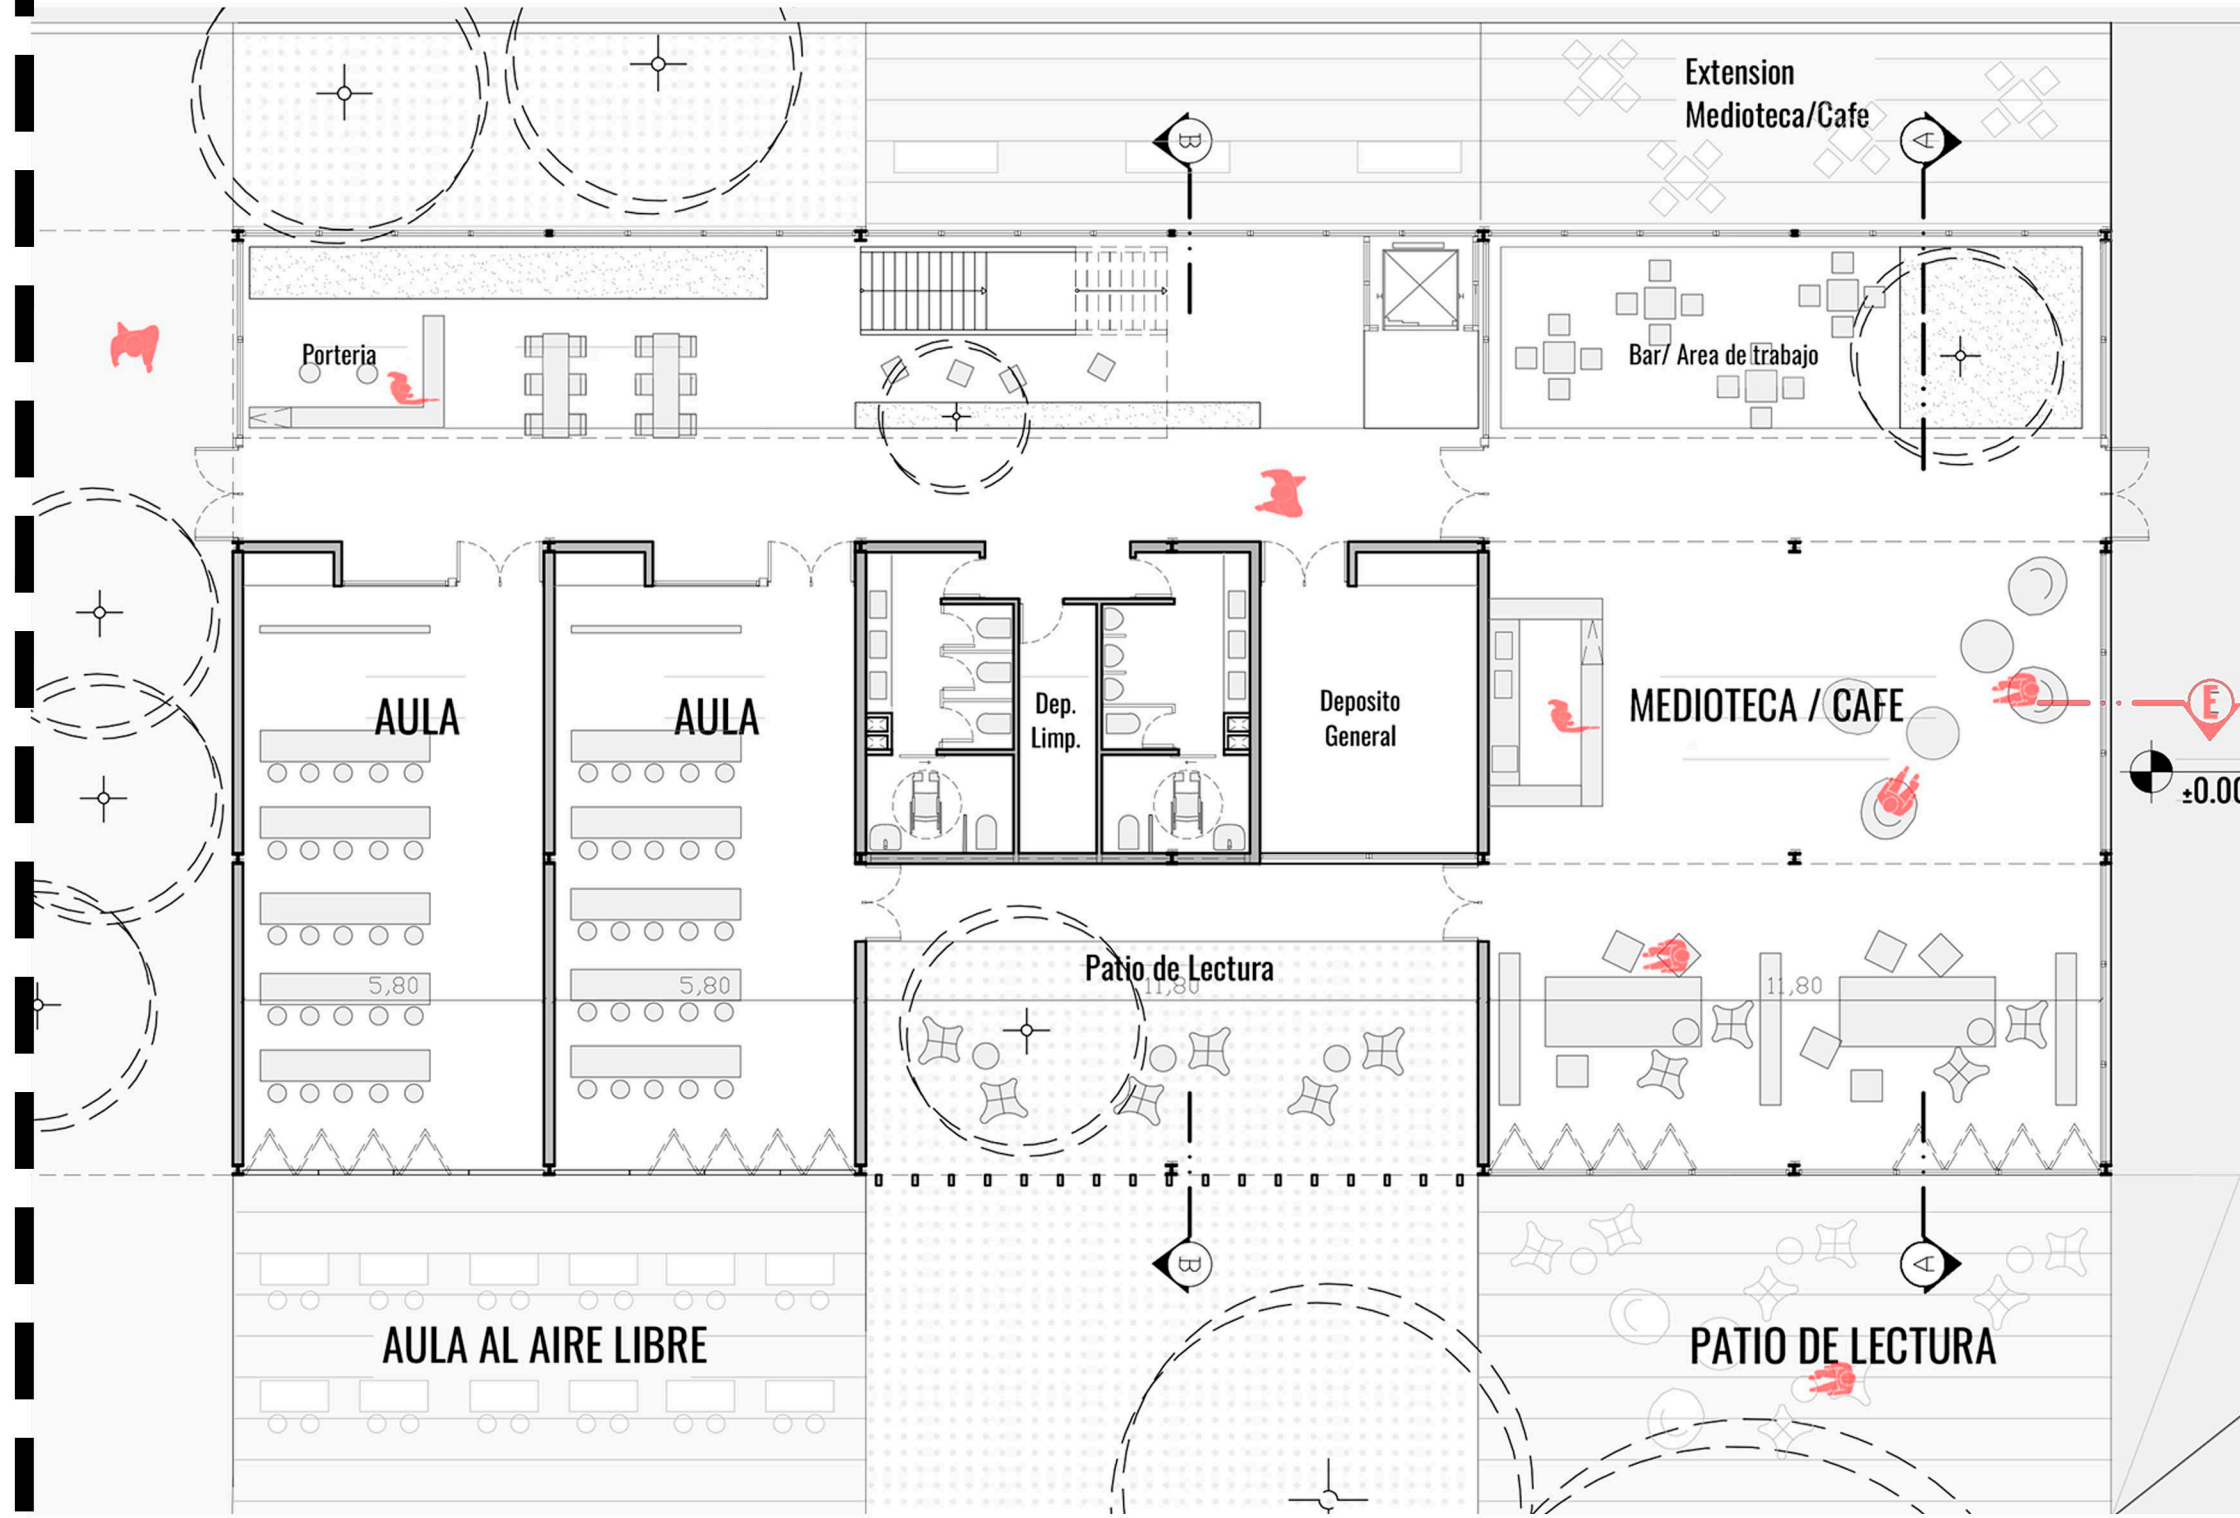 Extension
Medioteca/Cafe
B
A
Porteria
Bar/ Area de trabajo
AULA
AULA
Dep.
Limp.
Deposito
General
MEDIOTECA / CAFE
E
±0.00
Patio de Lectura
5,80
5,80
11,80
11,80
B
A
AULA AL AIRE LIBRE
PATIO DE LECTURA